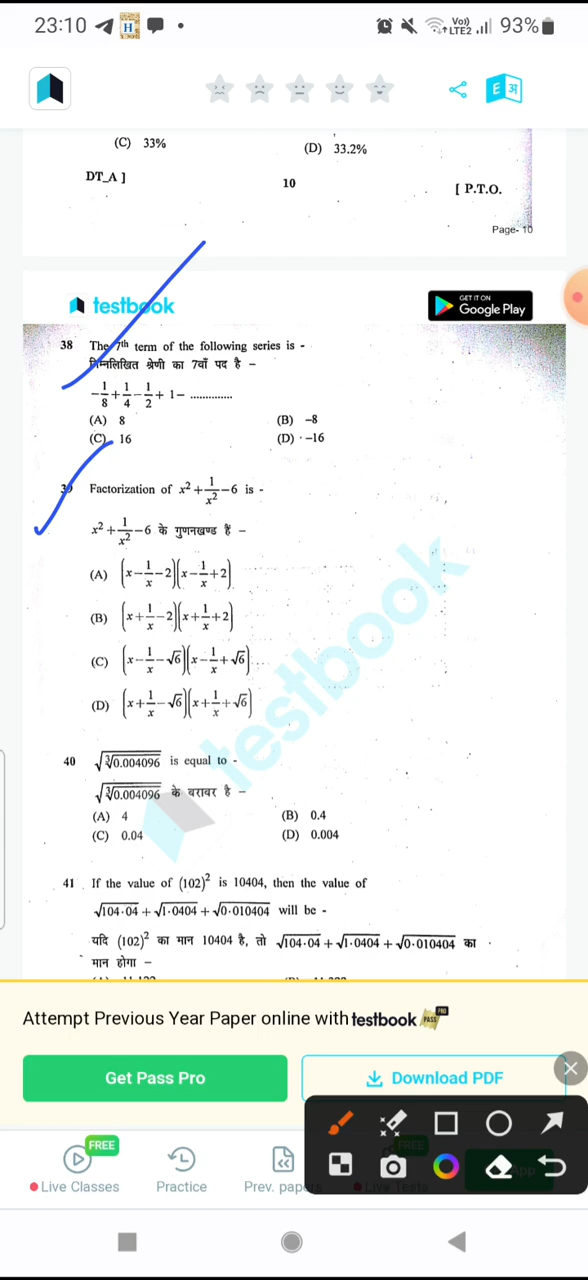 23:10
Vo)) LTE2 93%
E अ
(C) 33% (D) 33.2%
DT_A ] 10 [ P.T.O.
Page- 10
testbook
GET IT ON
Google Play
38 The 7th term of the following series is -
निम्नलिखित श्रेणी का 7वाँ पद है -
-1/8+1/4-1/2+ 1- ..............
(A) 8 (B) -8
(C) 16 (D) -16
39 Factorization of x²+1/x²-6 is -
x²+1/x²-6 के गुणनखण्ड हैं -
(A) (x-1/x-2)(x-1/x+2)
(B) (x+1/x-2)(x+1/x+2)
(C) (x-1/x-√6)(x-1/x+√6)
(D) (x+1/x-√6)(x+1/x+√6)
testbook
40 √∛0.004096 is equal to -
√∛0.004096 के बराबर है -
(A) 4 (B) 0.4
(C) 0.04 (D) 0.004
41 . If the value of (102)² is 10404, then the value of
√104·04 + √1·0404 + √0·010404 will be -
यदि (102)² का मान 10404 है, तो √104·04 + √1·0404 + √0·010404 का
मान होगा -
Attempt Previous Year Paper online with testbook PASS PRO
Get Pass Pro
Download PDF
FREE
Live Classes
Practice
Prev. papers